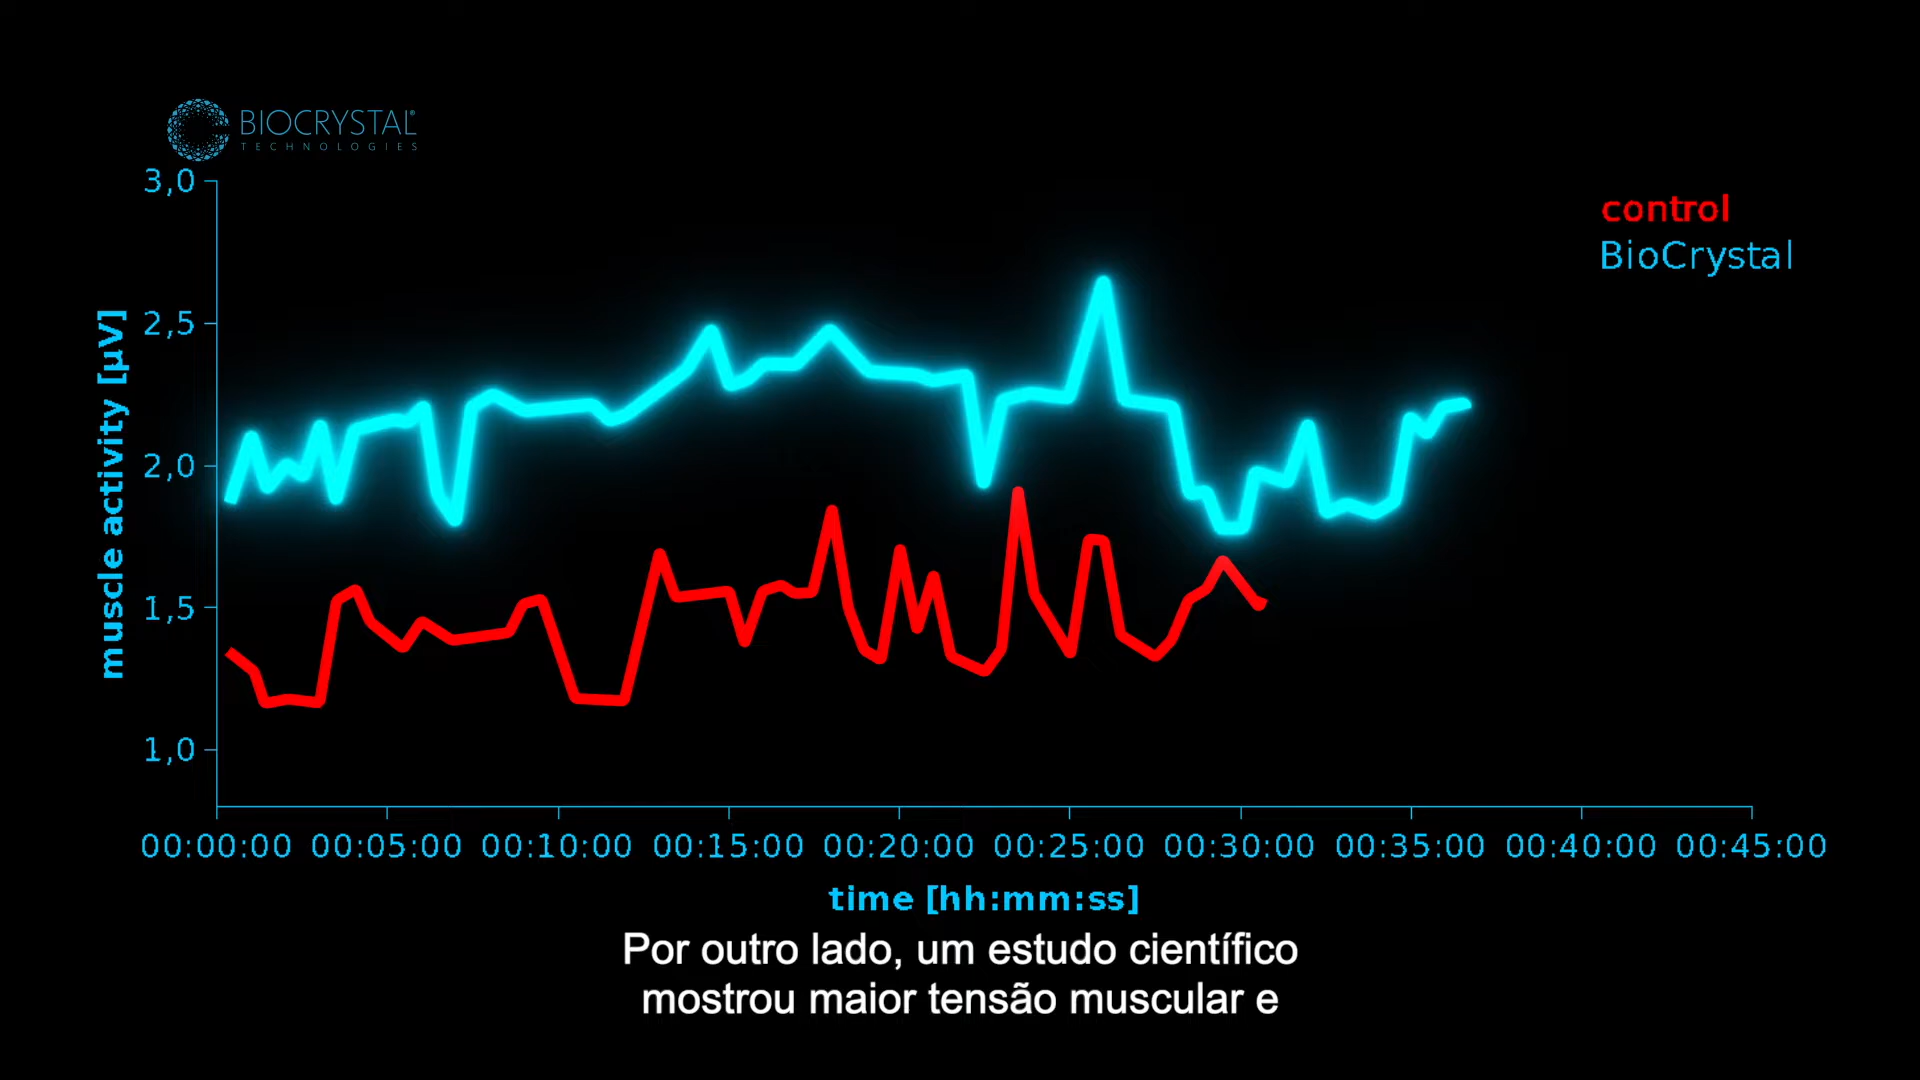 BIOCRYSTAL®
TECHNOLOGIES
control
BioCrystal
muscle activity [µV]
3,0
2,5
2,0
1,5
1,0
00:00:00 00:05:00 00:10:00 00:15:00 00:20:00 00:25:00 00:30:00 00:35:00 00:40:00 00:45:00
time [hh:mm:ss]
Por outro lado, um estudo científico
mostrou maior tensão muscular e